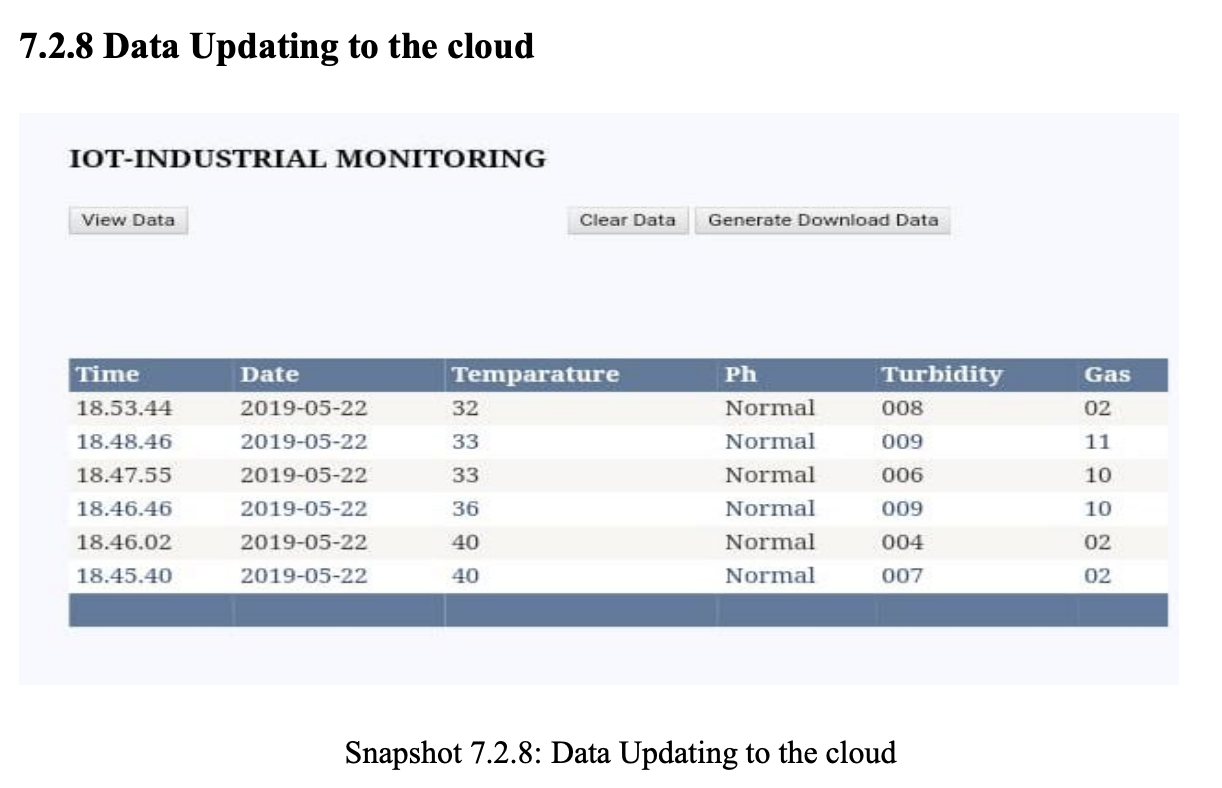 7.2.8 Data Updating to the cloud
IOT-INDUSTRIAL MONITORING
View Data Clear Data Generate Download Data
Time Date Temparature Ph Turbidity Gas
18.53.44 2019-05-22 32 Normal 008 02
18.48.46 2019-05-22 33 Normal 009 11
18.47.55 2019-05-22 33 Normal 006 10
18.46.46 2019-05-22 36 Normal 009 10
18.46.02 2019-05-22 40 Normal 004 02
18.45.40 2019-05-22 40 Normal 007 02
Snapshot 7.2.8: Data Updating to the cloud